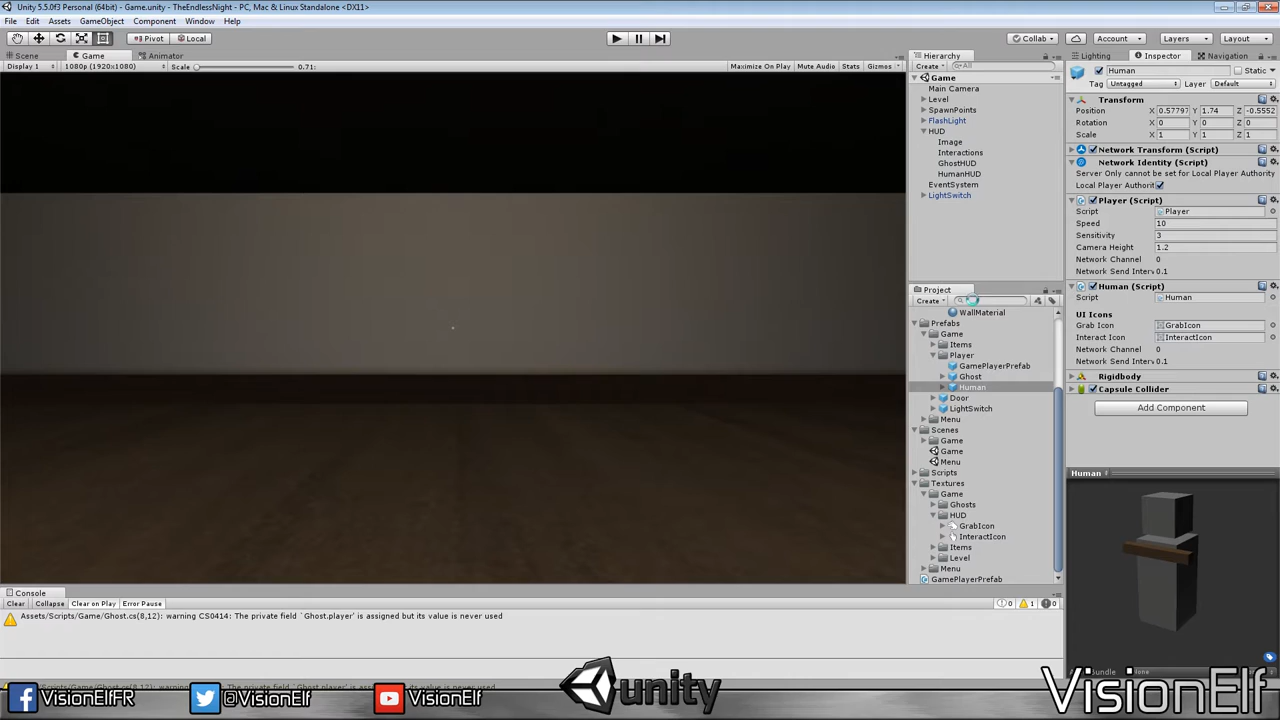 Unity 5.5.0f3 Personal (64bit) - Game.unity - TheEndlessNight - PC, Mac & Linux Standalone <DX11>
File Edit Assets GameObject Component Window Help
Pivot Local Collab Account Layers Layout
Scene Game Animator
Display 1 1080p (1920x1080) Scale 0.71: Maximize On Play Mute Audio Stats Gizmos
Hierarchy
Create All
Game
Main Camera
Level
SpawnPoints
FlashLight
HUD
Image
Interactions
GhostHUD
HumanHUD
EventSystem
LightSwitch
Project
Create
WallMaterial
Prefabs
Game
Items
Player
GamePlayerPrefab
Ghost
Human
Door
LightSwitch
Menu
Scenes
Game
Game
Menu
Scripts
Textures
Game
Ghosts
HUD
GrabIcon
InteractIcon
Items
Level
Menu
GamePlayerPrefab
Lighting Inspector Navigation
Human Static
Tag Untagged Layer Default
Transform
Position X 0.57797 Y 1.74 Z -0.5552
Rotation X 0 Y 0 Z 0
Scale X 1 Y 1 Z 1
Network Transform (Script)
Network Identity (Script)
Server Only cannot be set for Local Player Authority
Local Player Authorit
Player (Script)
Script Player
Speed 10
Sensitivity 3
Camera Height 1.2
Network Channel 0
Network Send Interv 0.1
Human (Script)
Script Human
UI Icons
Grab Icon GrabIcon
Interact Icon InteractIcon
Network Channel 0
Network Send Interv 0.1
Rigidbody
Capsule Collider
Add Component
Human
Console
Clear Collapse Clear on Play Error Pause 0 1 0
Assets/Scripts/Game/Ghost.cs(8,12): warning CS0414: The private field `Ghost.player' is assigned but its value is never used
VisionElfFR @VisionElf VisionElf unity VisionElf